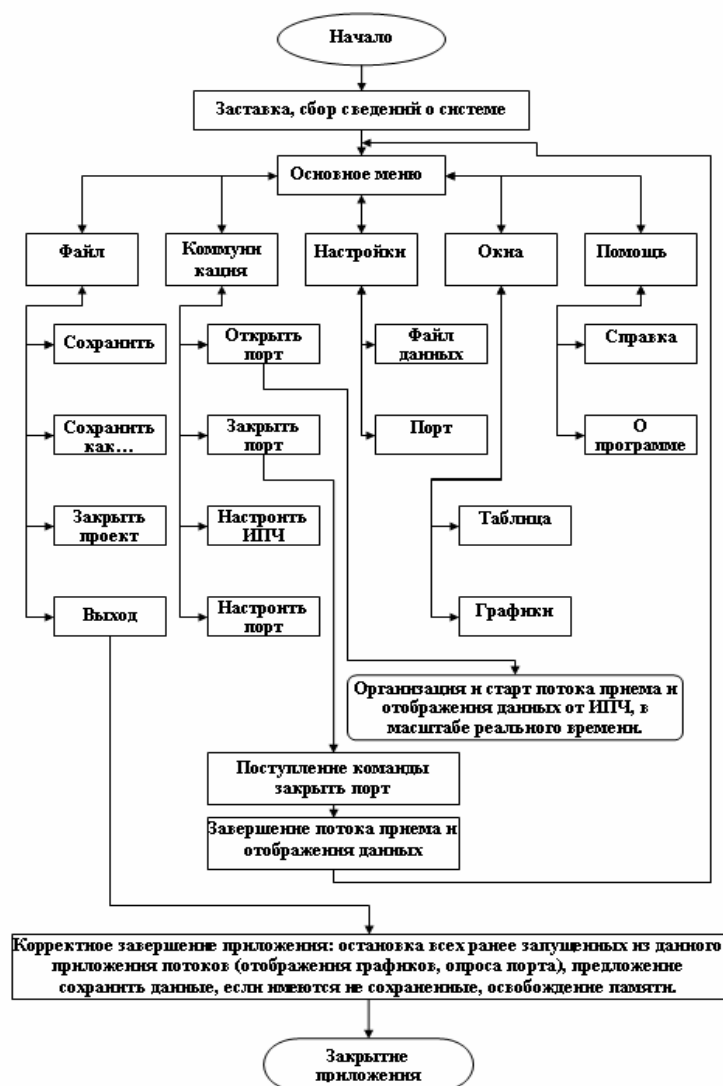 Начало
Заставка, сбор сведений о системе
Основное меню
Файл
Коммуни
кация
Настройки
Окна
Помощь
Сохранить
Открыть
порт
Файл
данных
Справка
Сохранить
как...
Закрыть
порт
Порт
О
программе
Закрыть
проект
Настроить
ИПЧ
Таблица
Выход
Настроить
порт
Графики
Организация и старт потока приема и
отображения данных от ИПЧ, в
масштабе реального времени.
Поступление команды
закрыть порт
Завершение потока приема и
отображения данных
Корректное завершение приложения: остановка всех ранее запущенных из данного
приложения потоков (отображения графиков, опроса порта), предложение
сохранить данные, если имеются не сохраненные, освобождение памяти.
Закрытие
приложения